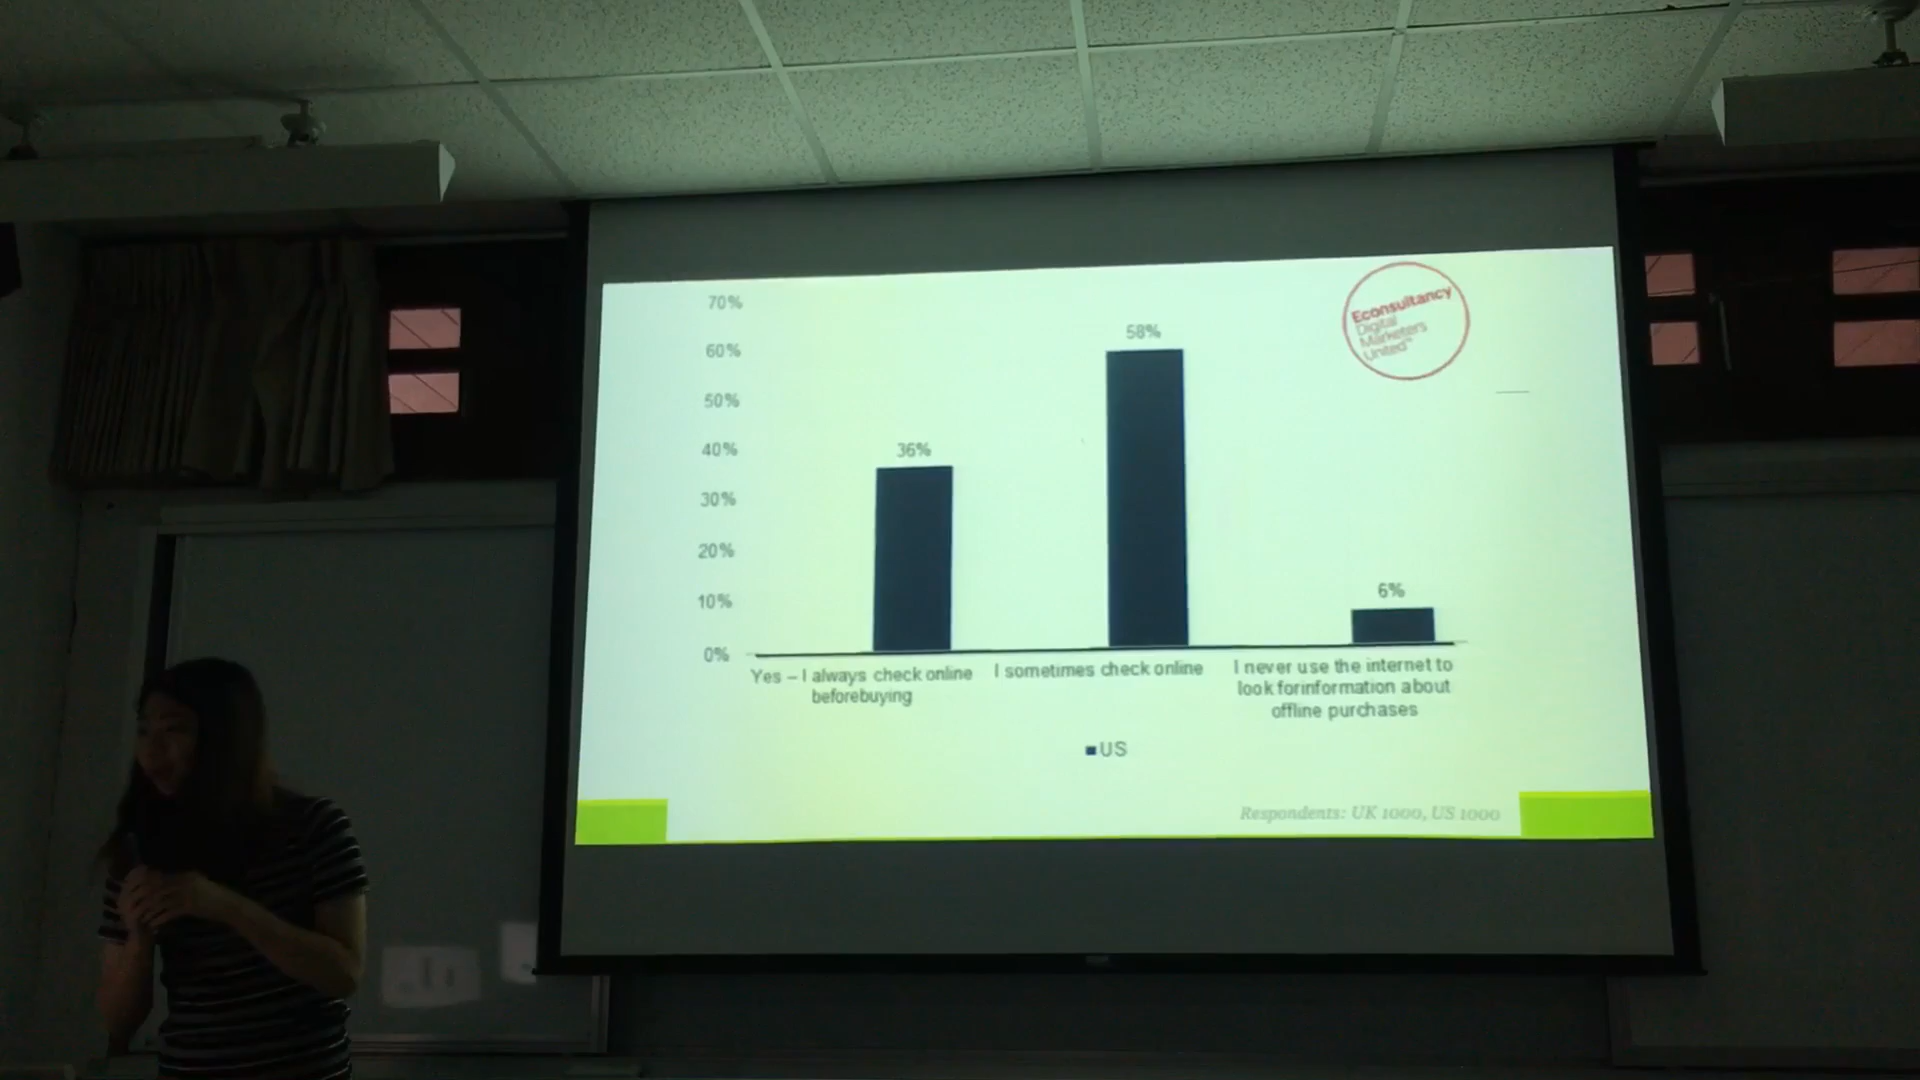 70%
60%
50%
40%
30%
20%
10%
0%
36%
58%
6%
Econsultancy
Digital
Marketers
United™
Yes – I always check online
beforebuying
I sometimes check online
I never use the internet to
look forinformation about
offline purchases
US
Respondents: UK 1000, US 1000